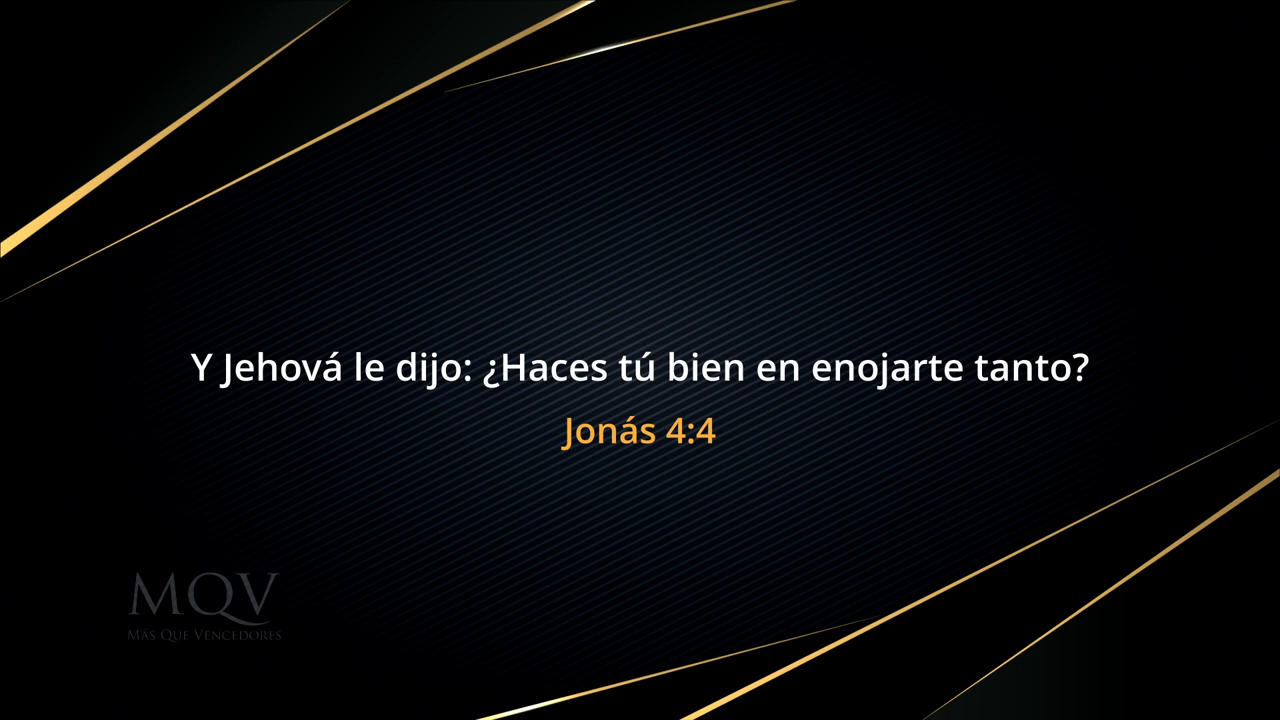 Y Jehová le dijo: ¿Haces tú bien en enojarte tanto?
Jonás 4:4
MQV
Más Que Vencedores